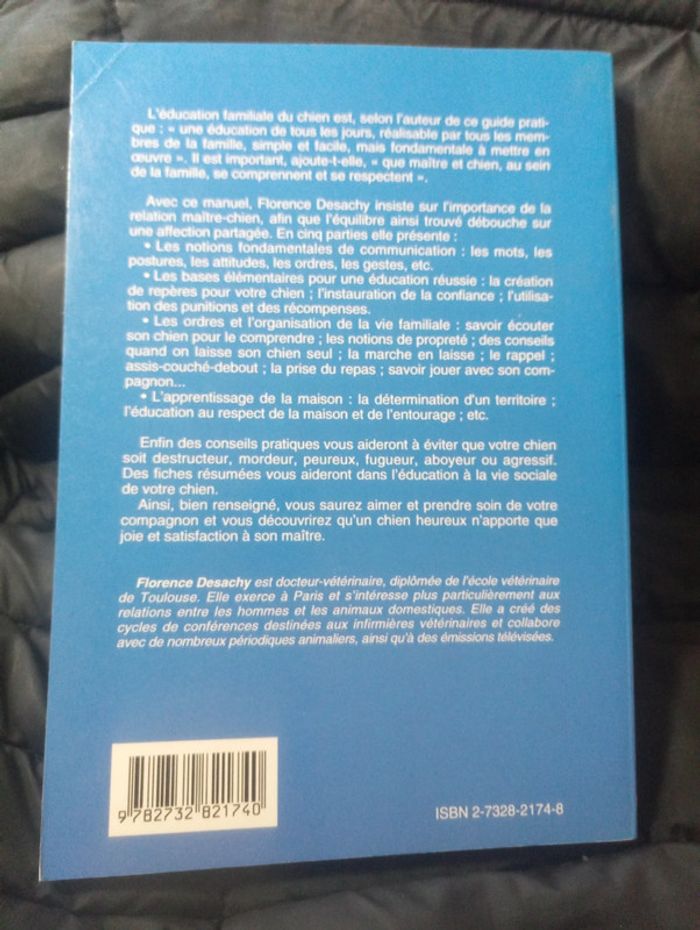 L'éducation familiale du chien est, selon l'auteur de ce guide prati-
que : « une éducation de tous les jours, réalisable par tous les mem-
bres de la famille, simple et facile, mais fondamentale à mettre en
œuvre ». Il est important, ajoute-t-elle, « que maître et chien, au sein
de la famille, se comprennent et se respectent ».
Avec ce manuel, Florence Desachy insiste sur l'importance de la
relation maître-chien, afin que l'équilibre ainsi trouvé débouche sur
une affection partagée. En cinq parties elle présente :
• Les notions fondamentales de communication : les mots, les
postures, les attitudes, les ordres, les gestes, etc.
• Les bases élémentaires pour une éducation réussie : la création
de repères pour votre chien ; l'instauration de la confiance ; l'utilisa-
tion des punitions et des récompenses.
• Les ordres et l'organisation de la vie familiale : savoir écouter
son chien pour le comprendre ; les notions de propreté ; des conseils
quand on laisse son chien seul ; la marche en laisse ; le rappel ;
assis-couché-debout ; la prise du repas ; savoir jouer avec son com-
pagnon...
• L'apprentissage de la maison : la détermination d'un territoire ;
l'éducation au respect de la maison et de l'entourage ; etc.
Enfin des conseils pratiques vous aideront à éviter que votre chien
soit destructeur, mordeur, peureux, fugueur, aboyeur ou agressif.
Des fiches résumées vous aideront dans l'éducation à la vie sociale
de votre chien.
Ainsi, bien renseigné, vous saurez aimer et prendre soin de votre
compagnon et vous découvrirez qu'un chien heureux n'apporte que
joie et satisfaction à son maître.
Florence Desachy est docteur-vétérinaire, diplômée de l'école vétérinaire
de Toulouse. Elle exerce à Paris et s'intéresse plus particulièrement aux
relations entre les hommes et les animaux domestiques. Elle a créé des
cycles de conférences destinées aux infirmières vétérinaires et collabore
avec de nombreux périodiques animaliers, ainsi qu'à des émissions télévisées.
9 782732 821740
ISBN 2-7328-2174-8